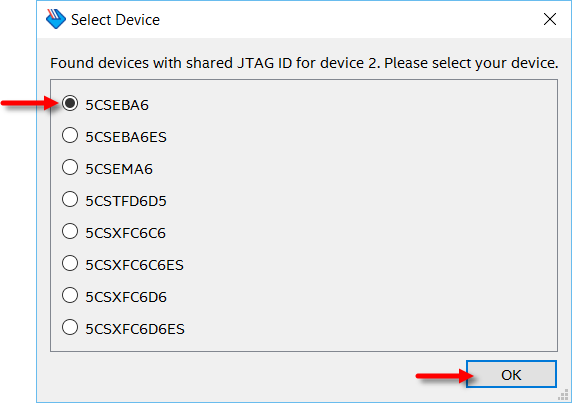 Select Device
Found devices with shared JTAG ID for device 2. Please select your device.
5CSEBA6
5CSEBA6ES
5CSEMA6
5CSTFD6D5
5CSXFC6C6
5CSXFC6C6ES
5CSXFC6D6
5CSXFC6D6ES
OK